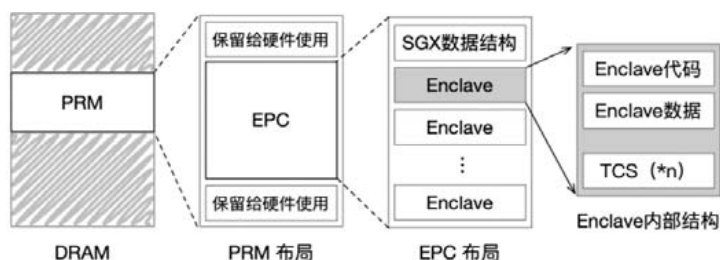 PRM
DRAM
保留给硬件使用
EPC
保留给硬件使用
PRM 布局
SGX数据结构
Enclave
Enclave
⋮
Enclave
EPC 布局
Enclave代码
Enclave数据
TCS（*n）
Enclave内部结构